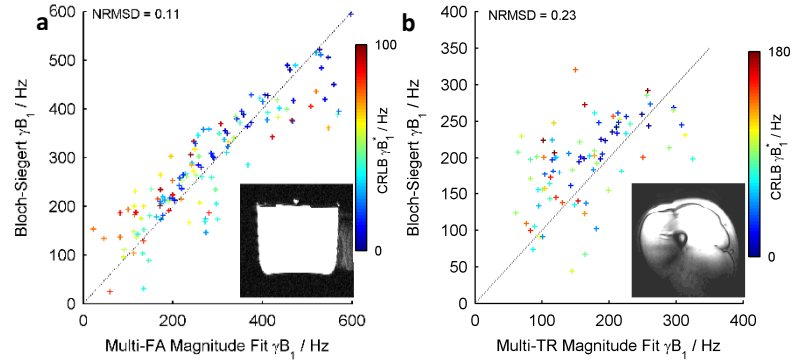 a
NRMSD = 0.11
600
500
400
300
200
100
0
Bloch-Siegert γB1 / Hz
0 200 400 600
Multi-FA Magnitude Fit γB1 / Hz
100
0
CRLB γB1* / Hz
b
NRMSD = 0.23
400
350
300
250
200
150
100
50
0
Bloch-Siegert γB1 / Hz
0 100 200 300 400
Multi-TR Magnitude Fit γB1 / Hz
180
0
CRLB γB1* / Hz